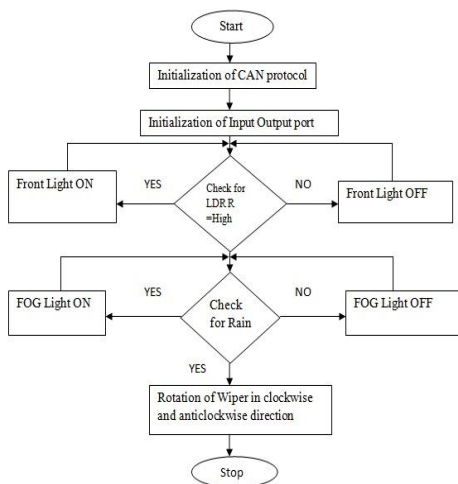 Start
Initialization of CAN protocol
Initialization of Input Output port
Front Light ON
YES
Check for
LDR R
=High
NO
Front Light OFF
FOG Light ON
YES
Check
for Rain
NO
FOG Light OFF
YES
Rotation of Wiper in clockwise
and anticlockwise direction
Stop